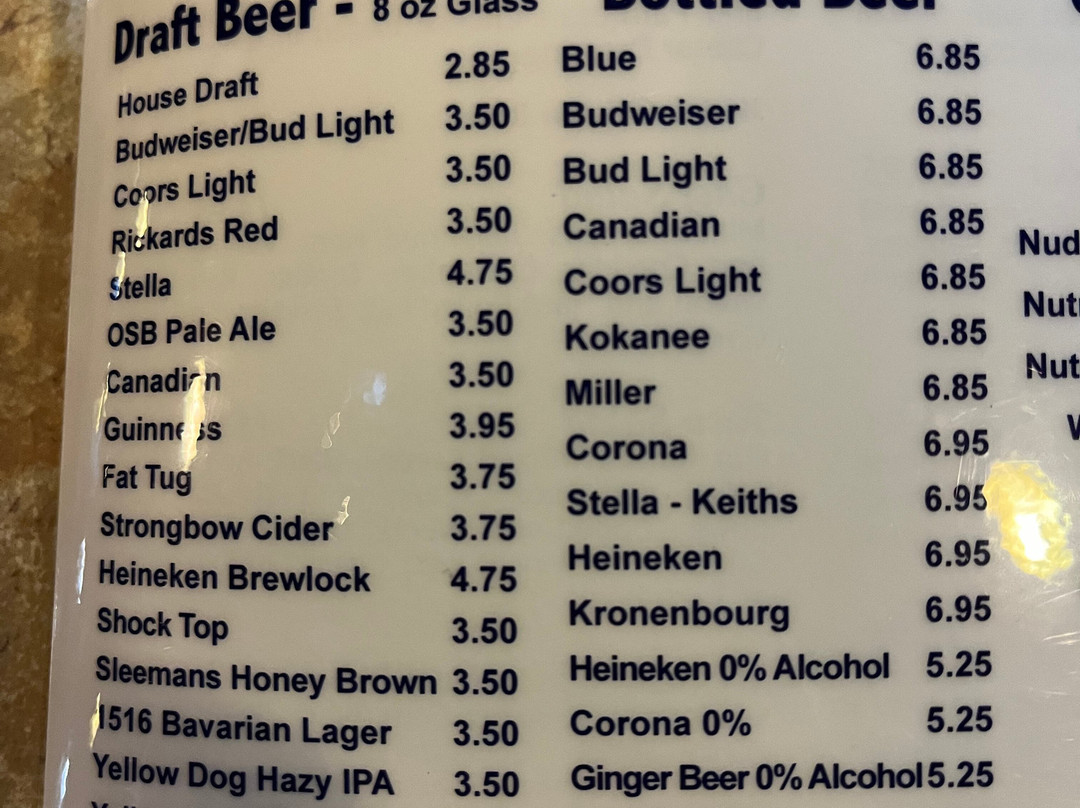 Draft Beer - 8 oz Glass
House Draft 2.85
Budweiser/Bud Light 3.50
Coors Light 3.50
Rickards Red 3.50
Stella 4.75
OSB Pale Ale 3.50
Canadian 3.50
Guinness 3.95
Fat Tug 3.75
Strongbow Cider 3.75
Heineken Brewlock 4.75
Shock Top 3.50
Sleemans Honey Brown 3.50
1516 Bavarian Lager 3.50
Yellow Dog Hazy IPA 3.50
Bottled Beer
Blue 6.85
Budweiser 6.85
Bud Light 6.85
Canadian 6.85
Coors Light 6.85
Kokanee 6.85
Miller 6.85
Corona 6.95
Stella - Keiths 6.95
Heineken 6.95
Kronenbourg 6.95
Heineken 0% Alcohol 5.25
Corona 0% 5.25
Ginger Beer 0% Alcohol 5.25
Nud
Nut